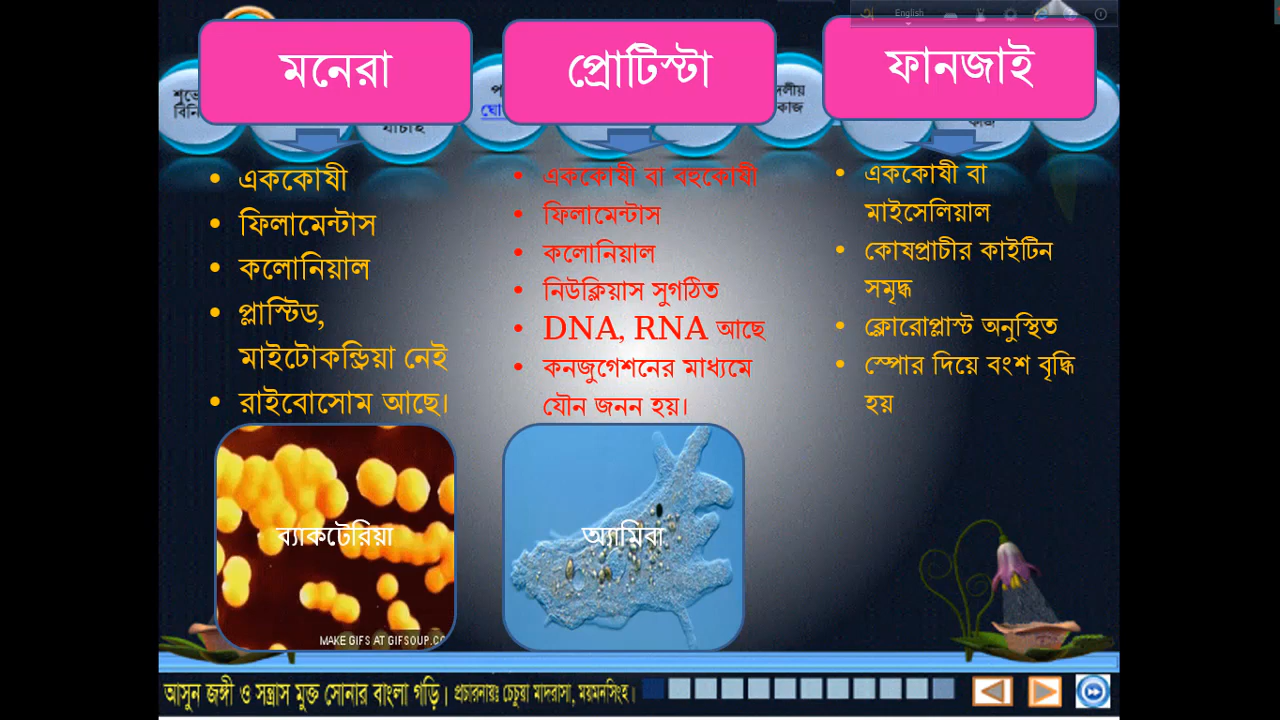 English
মনেরা
প্রোটিস্টা
ফানজাই
ঘো
যাচাই
কাজ
• এককোষী
• ফিলামেন্টাস
• কলোনিয়াল
• প্লাস্টিড,
মাইটোকন্ড্রিয়া নেই
• রাইবোসোম আছে।
• এককোষী বা বহুকোষী
• ফিলামেন্টাস
• কলোনিয়াল
• নিউক্লিয়াস সুগঠিত
• DNA, RNA আছে
• কনজুগেশনের মাধ্যমে
যৌন জনন হয়।
• এককোষী বা
মাইসেলিয়াল
• কোষপ্রাচীর কাইটিন
সমৃদ্ধ
• ক্লোরোপ্লাস্ট অনুস্থিত
• স্পোর দিয়ে বংশ বৃদ্ধি
হয়
ব্যাকটেরিয়া
অ্যামিবা
MAKE GIFS AT GIFSOUP.CO
আসুন জঙ্গী ও সন্ত্রাস মুক্ত সোনার বাংলা গড়ি। প্রচারনায়ঃ চেচুয়া মাদরাসা, ময়মনসিংহ।